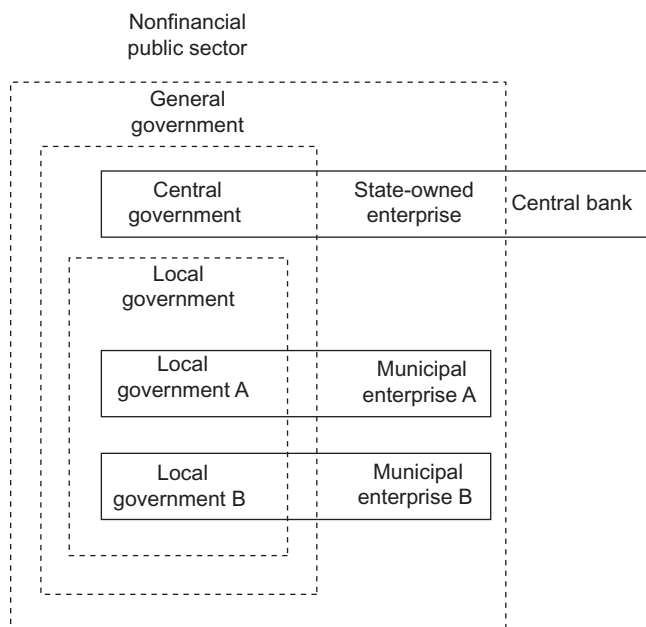 Nonfinancial
public sector
General
government
Central
government
State-owned
enterprise
Central bank
Local
government
Local
government A
Municipal
enterprise A
Local
government B
Municipal
enterprise B